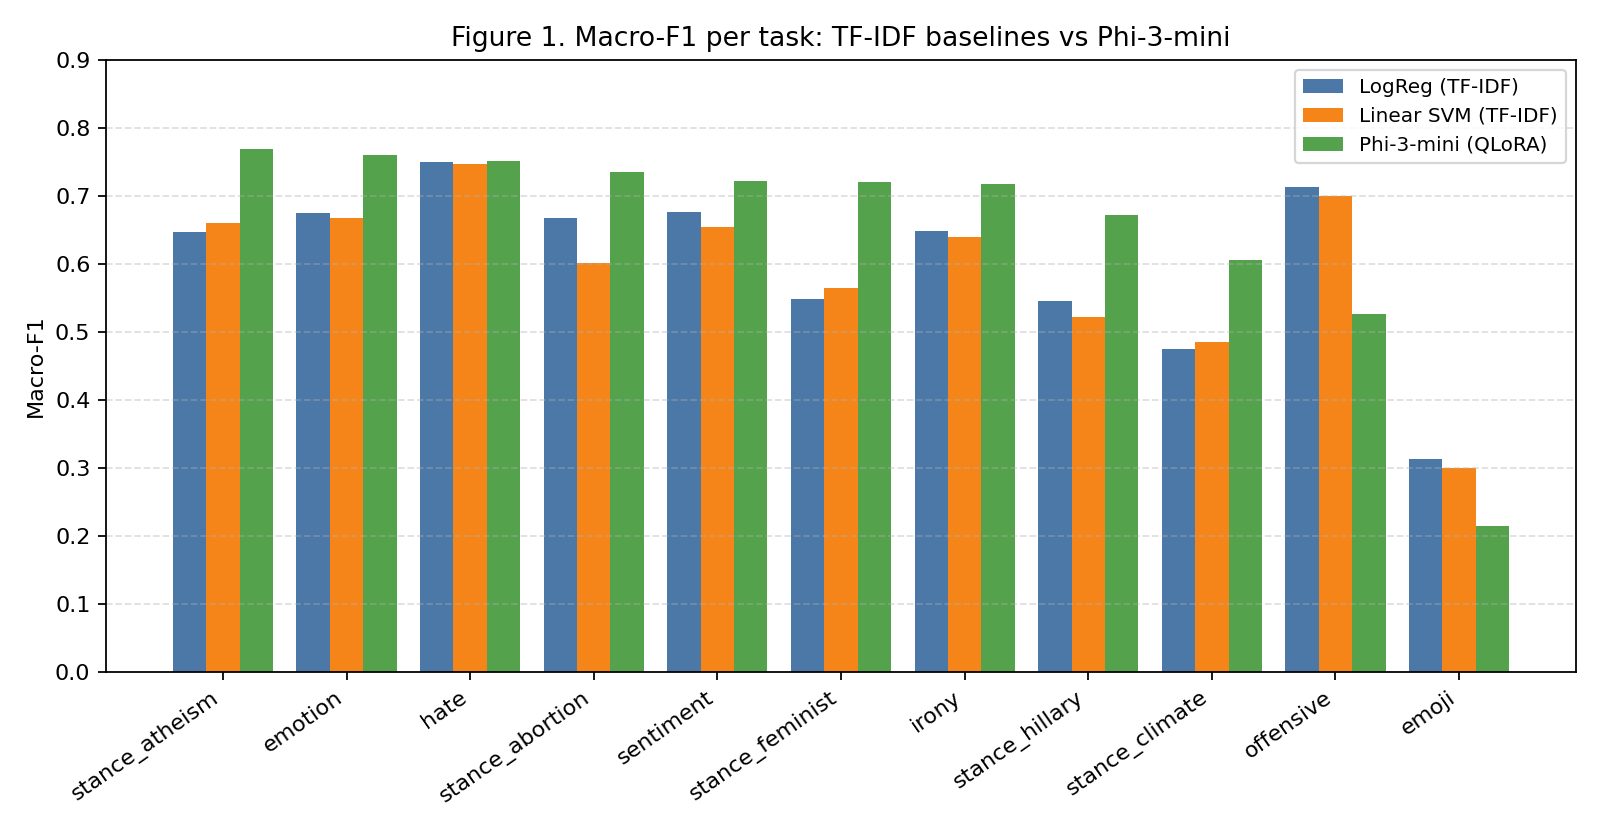 Figure 1. Macro-F1 per task: TF-IDF baselines vs Phi-3-mini
LogReg (TF-IDF)
Linear SVM (TF-IDF)
Phi-3-mini (QLoRA)
Macro-F1
0.9
0.8
0.7
0.6
0.5
0.4
0.3
0.2
0.1
0.0
stance_atheism
emotion
hate
stance_abortion
sentiment
stance_feminist
irony
stance_hillary
stance_climate
offensive
emoji